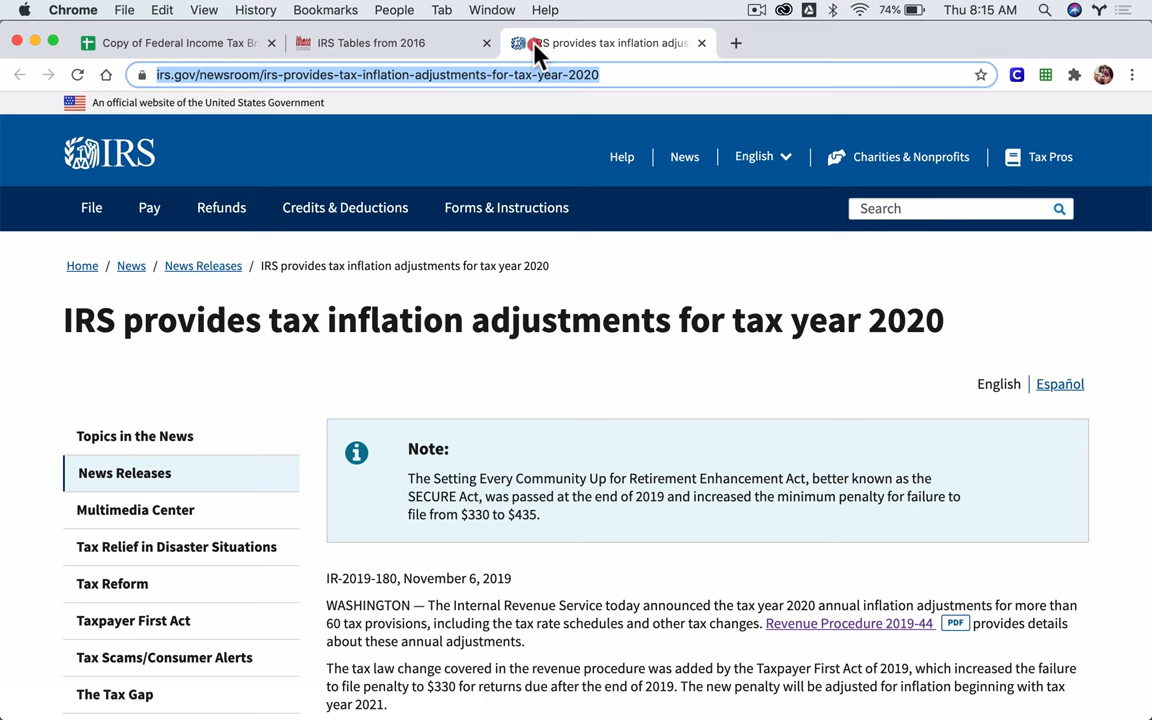 Chrome File Edit View History Bookmarks People Tab Window Help 74% Thu 8:15 AM
Copy of Federal Income Tax Br IRS Tables from 2016 RS provides tax inflation adjus
irs.gov/newsroom/irs-provides-tax-inflation-adjustments-for-tax-year-2020
An official website of the United States Government
IRS
Help News English Charities & Nonprofits Tax Pros
File Pay Refunds Credits & Deductions Forms & Instructions Search
Home / News / News Releases / IRS provides tax inflation adjustments for tax year 2020
IRS provides tax inflation adjustments for tax year 2020
English Español
Topics in the News
News Releases
Multimedia Center
Tax Relief in Disaster Situations
Tax Reform
Taxpayer First Act
Tax Scams/Consumer Alerts
The Tax Gap
Note:
The Setting Every Community Up for Retirement Enhancement Act, better known as the
SECURE Act, was passed at the end of 2019 and increased the minimum penalty for failure to
file from $330 to $435.
IR-2019-180, November 6, 2019
WASHINGTON — The Internal Revenue Service today announced the tax year 2020 annual inflation adjustments for more than
60 tax provisions, including the tax rate schedules and other tax changes. Revenue Procedure 2019-44 PDF provides details
about these annual adjustments.
The tax law change covered in the revenue procedure was added by the Taxpayer First Act of 2019, which increased the failure
to file penalty to $330 for returns due after the end of 2019. The new penalty will be adjusted for inflation beginning with tax
year 2021.